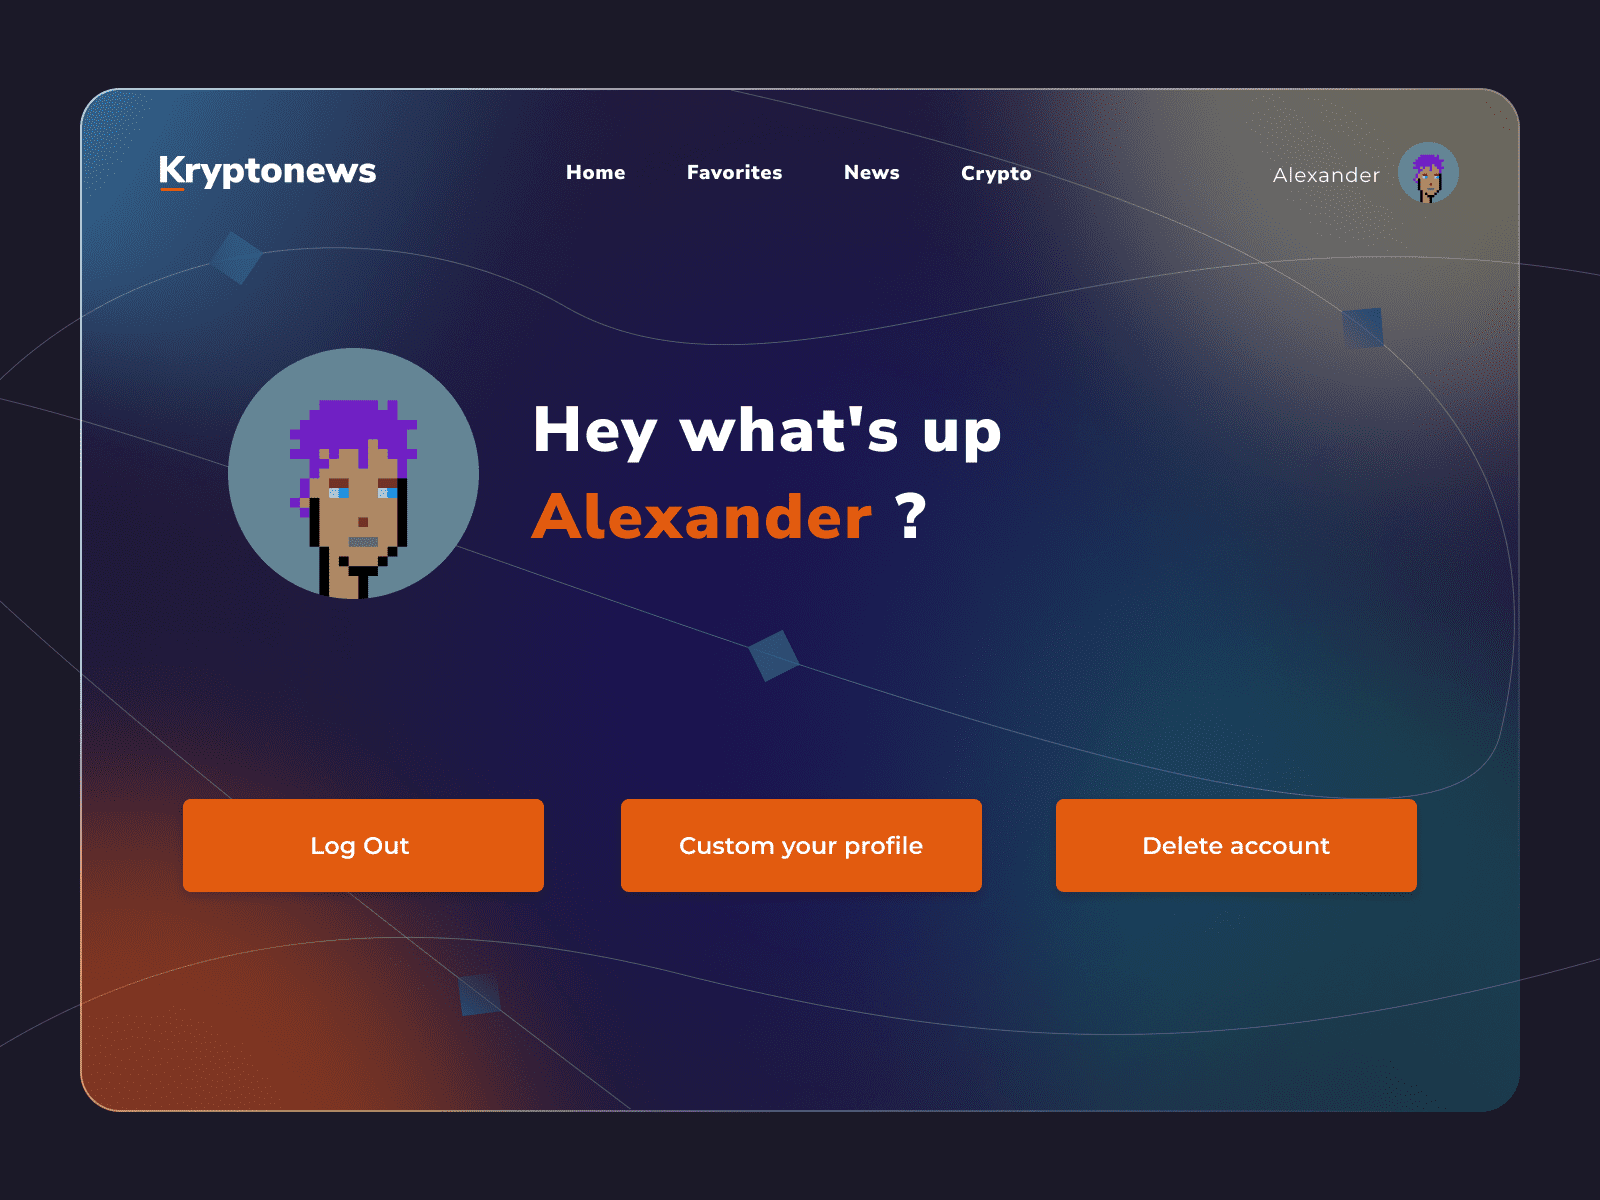 Kryptonews
Home Favorites News Crypto
Alexander
Hey what's up
Alexander ?
Log Out
Custom your profile
Delete account